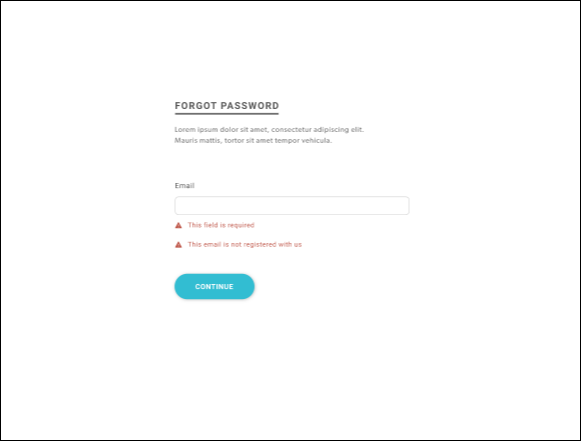 FORGOT PASSWORD
Lorem ipsum dolor sit amet, consectetur adipiscing elit.
Mauris mattis, tortor sit amet tempor vehicula.
Email
This field is required
This email is not registered with us
CONTINUE